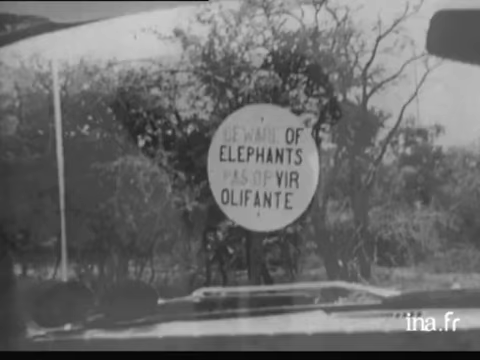 BEWARE OF
ELEPHANTS
PAS OP VIR
OLIFANTE
ina.fr